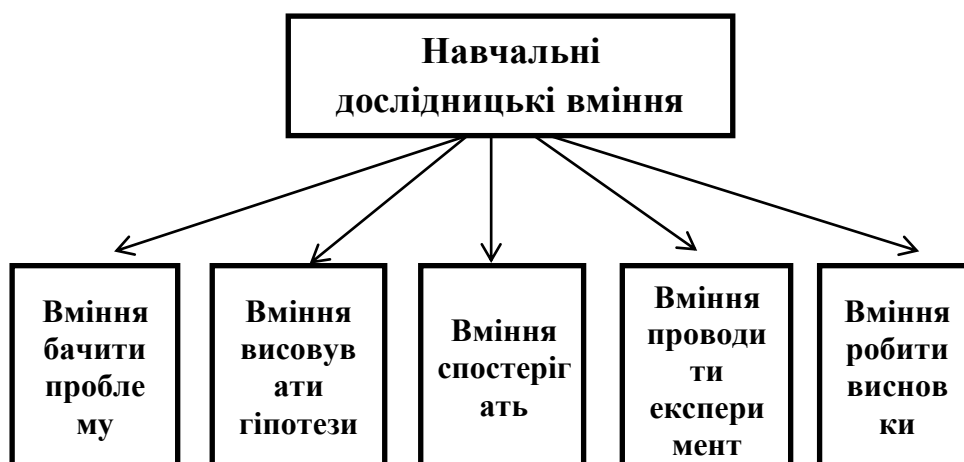 Навчальні
дослідницькі вміння
Вміння
бачити
пробле
му
Вміння
висовув
ати
гіпотези
Вміння
спостеріг
ать
Вміння
проводи
ти
експери
мент
Вміння
робити
виснов
ки